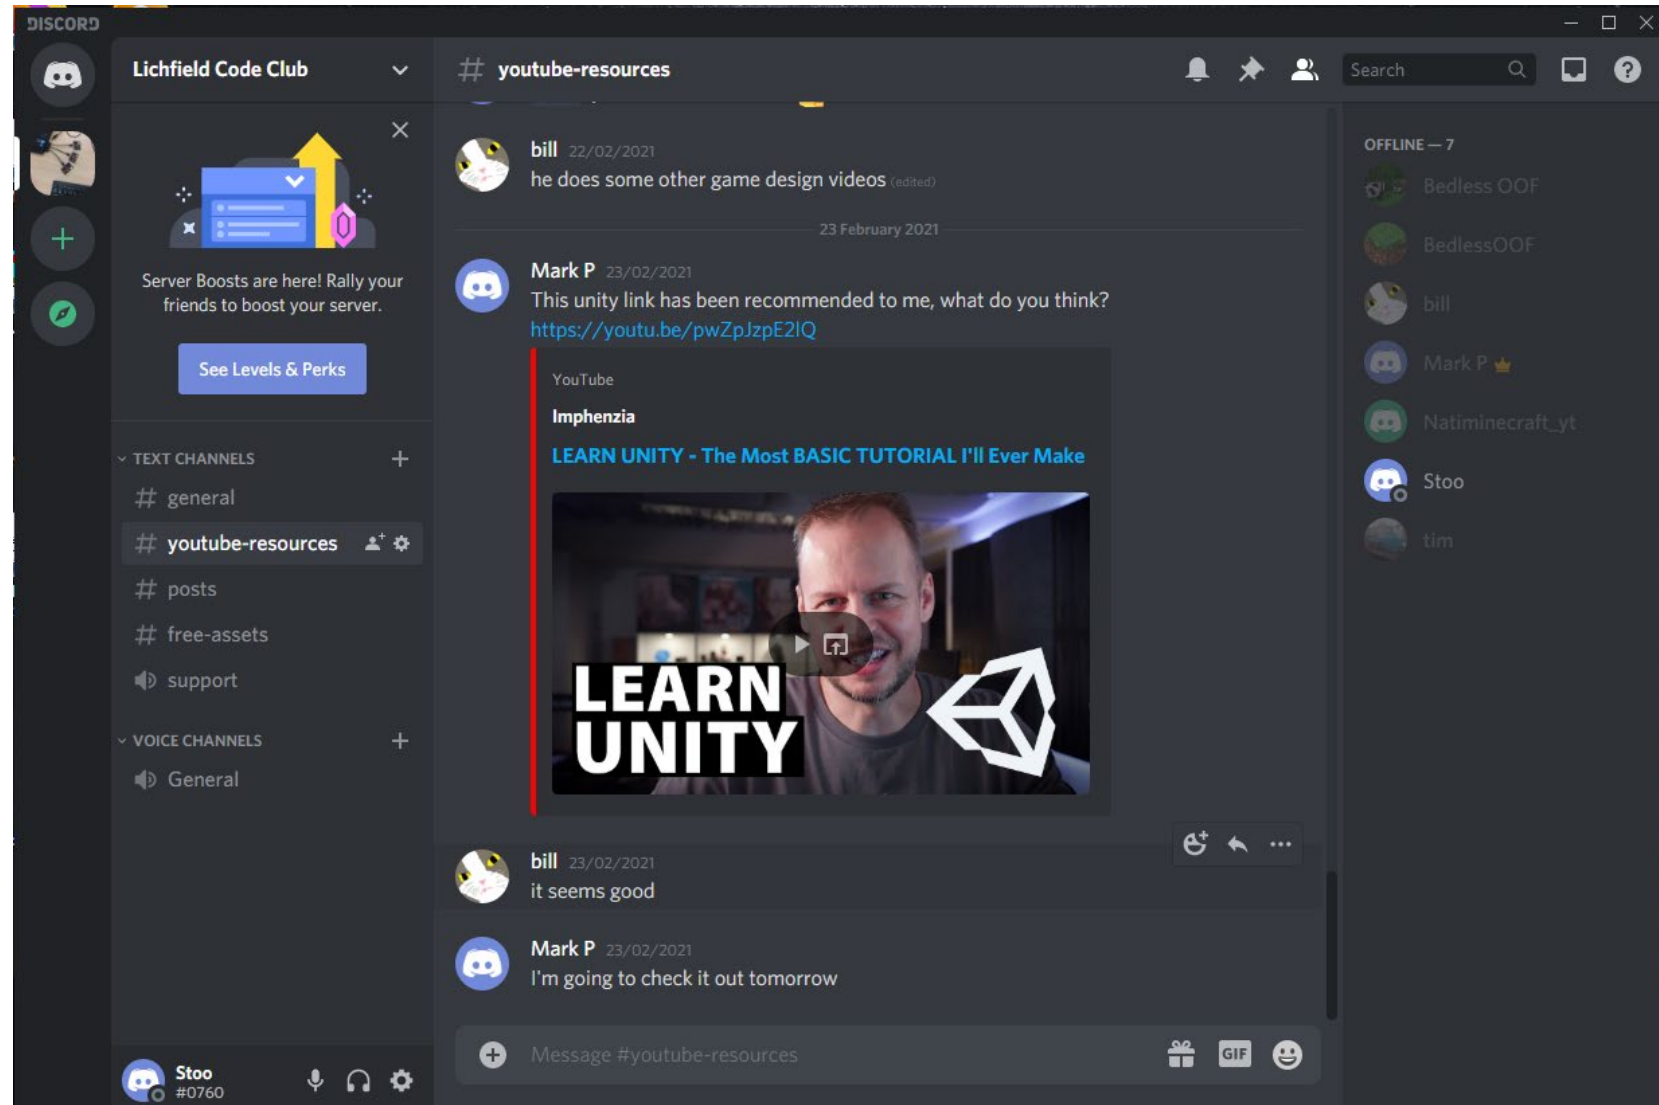 DISCORD
Lichfield Code Club
Server Boosts are here! Rally your
friends to boost your server.
See Levels & Perks
TEXT CHANNELS
general
youtube-resources
posts
free-assets
support
VOICE CHANNELS
General
Stoo
#0760
# youtube-resources
Search
bill 22/02/2021
he does some other game design videos (edited)
23 February 2021
Mark P 23/02/2021
This unity link has been recommended to me, what do you think?
https://youtu.be/pwZpJzpE2lQ
YouTube
Imphenzia
LEARN UNITY - The Most BASIC TUTORIAL I'll Ever Make
LEARN
UNITY
bill 23/02/2021
it seems good
Mark P 23/02/2021
I'm going to check it out tomorrow
Message #youtube-resources
GIF
OFFLINE — 7
Bedless OOF
BedlessOOF
bill
Mark P
Natiminecraft_yt
Stoo
tim